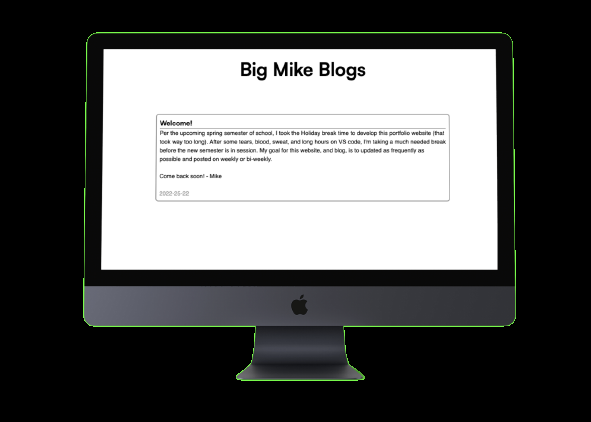 Big Mike Blogs
Welcome!
Per the upcoming spring semester of school, I took the Holiday break time to develop this portfolio website (that
took way too long). After some tears, blood, sweat, and long hours on VS code, I'm taking a much needed break
before the new semester is in session. My goal for this website, and blog, is to updated as frequently as
possible and posted on weekly or bi-weekly.
Come back soon! - Mike
2022-25-22